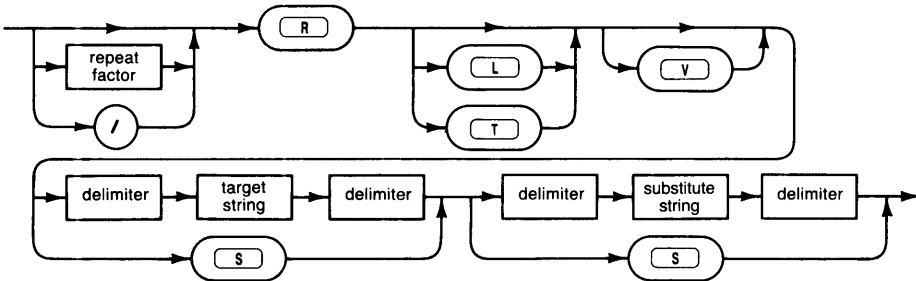 R
repeat
factor
L
V
/
T
delimiter
target
string
delimiter
delimiter
substitute
string
delimiter
S
S